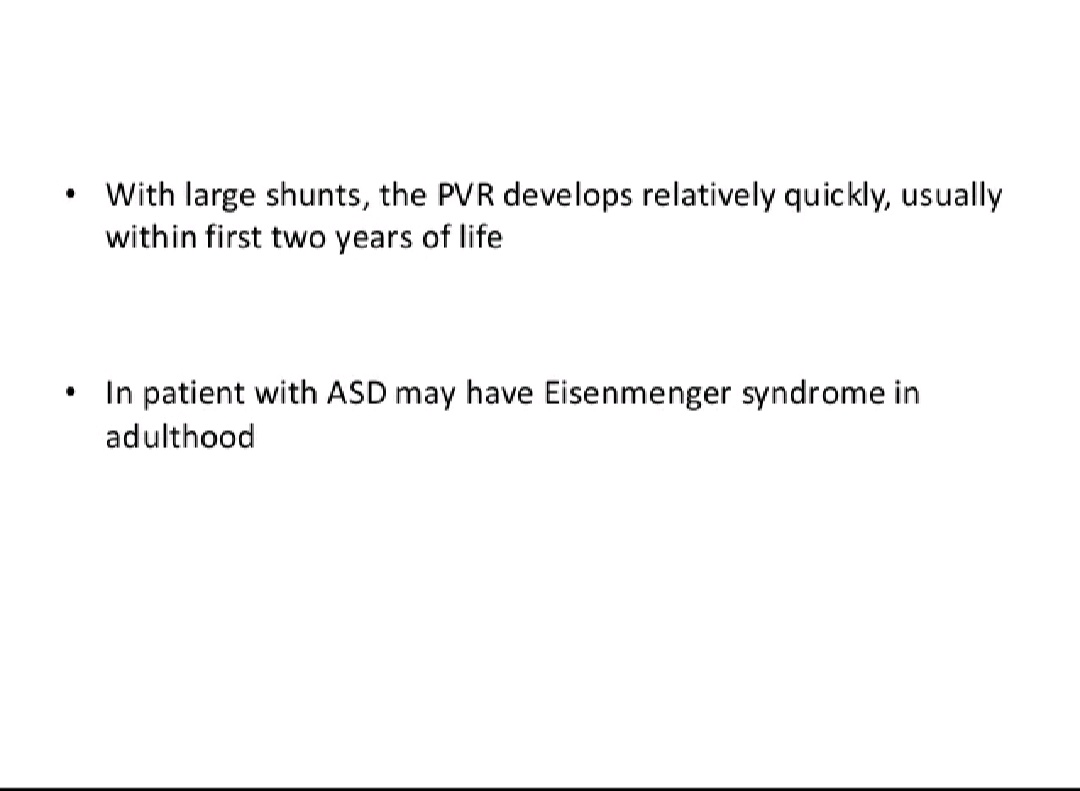 • With large shunts, the PVR develops relatively quickly, usually
within first two years of life
• In patient with ASD may have Eisenmenger syndrome in
adulthood